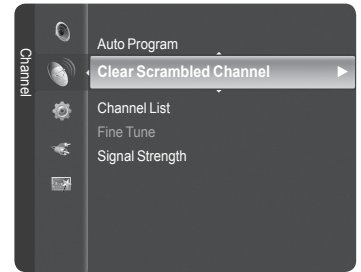 Channel
Auto Program
Clear Scrambled Channel
Channel List
Fine Tune
Signal Strength